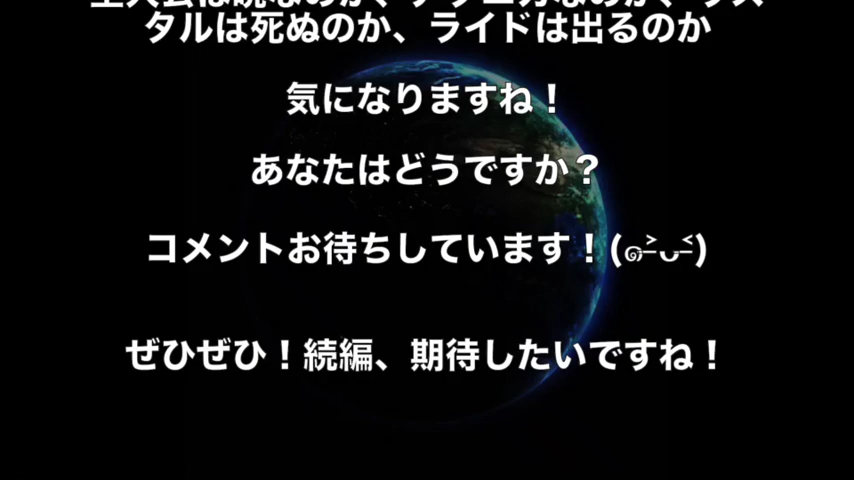 タルは死ぬのか、ライドは出るのか
気になりますね！
あなたはどうですか？
コメントお待ちしています！(๑˃̵ᴗ˂̵)
ぜひぜひ！続編、期待したいですね！